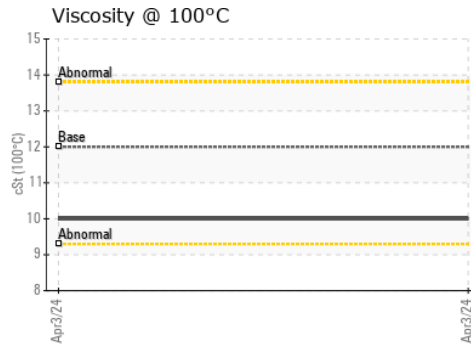 Viscosity @ 100°C
15
14
13
12
11
10
9
8
cSt (100°C)
Abnormal
Base
Abnormal
Apr3/24
Apr3/24